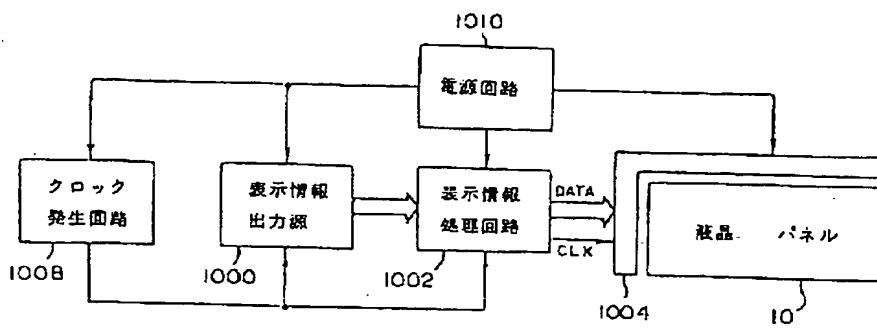 1010
電源回路
クロック
発生回路
表示情報
出力源
表示情報
処理回路
DATA
CLK
液晶 パネル
1008
1000
1002
1004
10